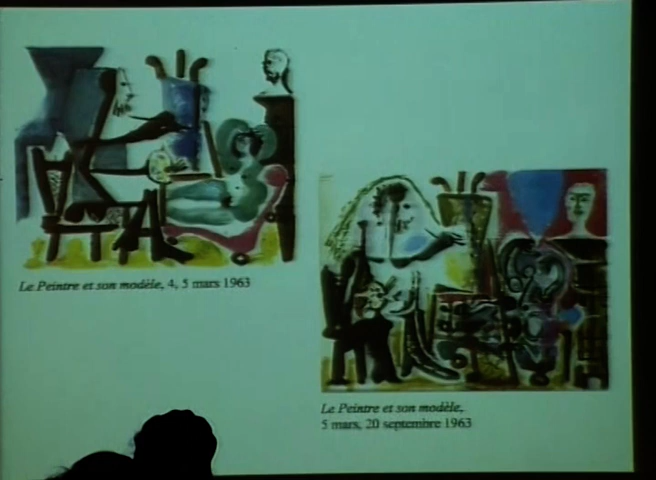 Le Peintre et son modèle, 4, 5 mars 1963
Le Peintre et son modèle,
5 mars, 20 septembre 1963